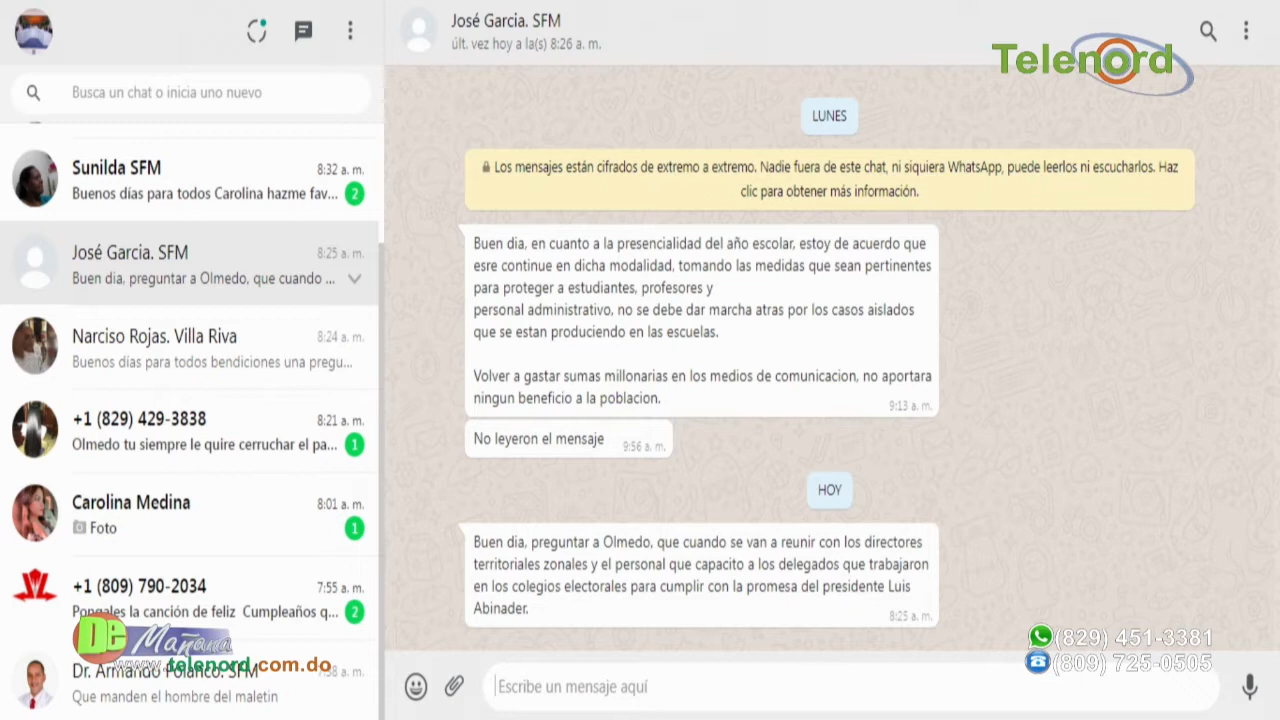 Busca un chat o inicia uno nuevo
Sunilda SFM
8:32 a. m.
Buenos días para todos Carolina hazme fav...
2
José Garcia. SFM
8:25 a. m.
Buen dia, preguntar a Olmedo, que cuando ...
Narciso Rojas. Villa Riva
8:24 a. m.
Buenos días para todos bendiciones una pregu...
+1 (829) 429-3838
8:21 a. m.
Olmedo tu siempre le quire cerruchar el pa...
1
Carolina Medina
8:01 a. m.
Foto
1
+1 (809) 790-2034
7:55 a. m.
Pongales la canción de feliz Cumpleaños q...
2
De Mañana
www.telenord.com.do
Dr. Armando Polanco. SFM
7:38 a. m.
Que manden el hombre del maletin
José Garcia. SFM
últ. vez hoy a la(s) 8:26 a. m.
Telenord
LUNES
Los mensajes están cifrados de extremo a extremo. Nadie fuera de este chat, ni siquiera WhatsApp, puede leerlos ni escucharlos. Haz
clic para obtener más información.
Buen dia, en cuanto a la presencialidad del año escolar, estoy de acuerdo que
esre continue en dicha modalidad, tomando las medidas que sean pertinentes
para proteger a estudiantes, profesores y
personal administrativo, no se debe dar marcha atras por los casos aislados
que se estan produciendo en las escuelas.
Volver a gastar sumas millonarias en los medios de comunicacion, no aportara
ningun beneficio a la poblacion.
9:13 a. m.
No leyeron el mensaje
9:56 a. m.
HOY
Buen dia, preguntar a Olmedo, que cuando se van a reunir con los directores
territoriales zonales y el personal que capacito a los delegados que trabajaron
en los colegios electorales para cumplir con la promesa del presidente Luis
Abinader.
8:25 a. m.
(829) 451-3381
(809) 725-0505
Escribe un mensaje aquí